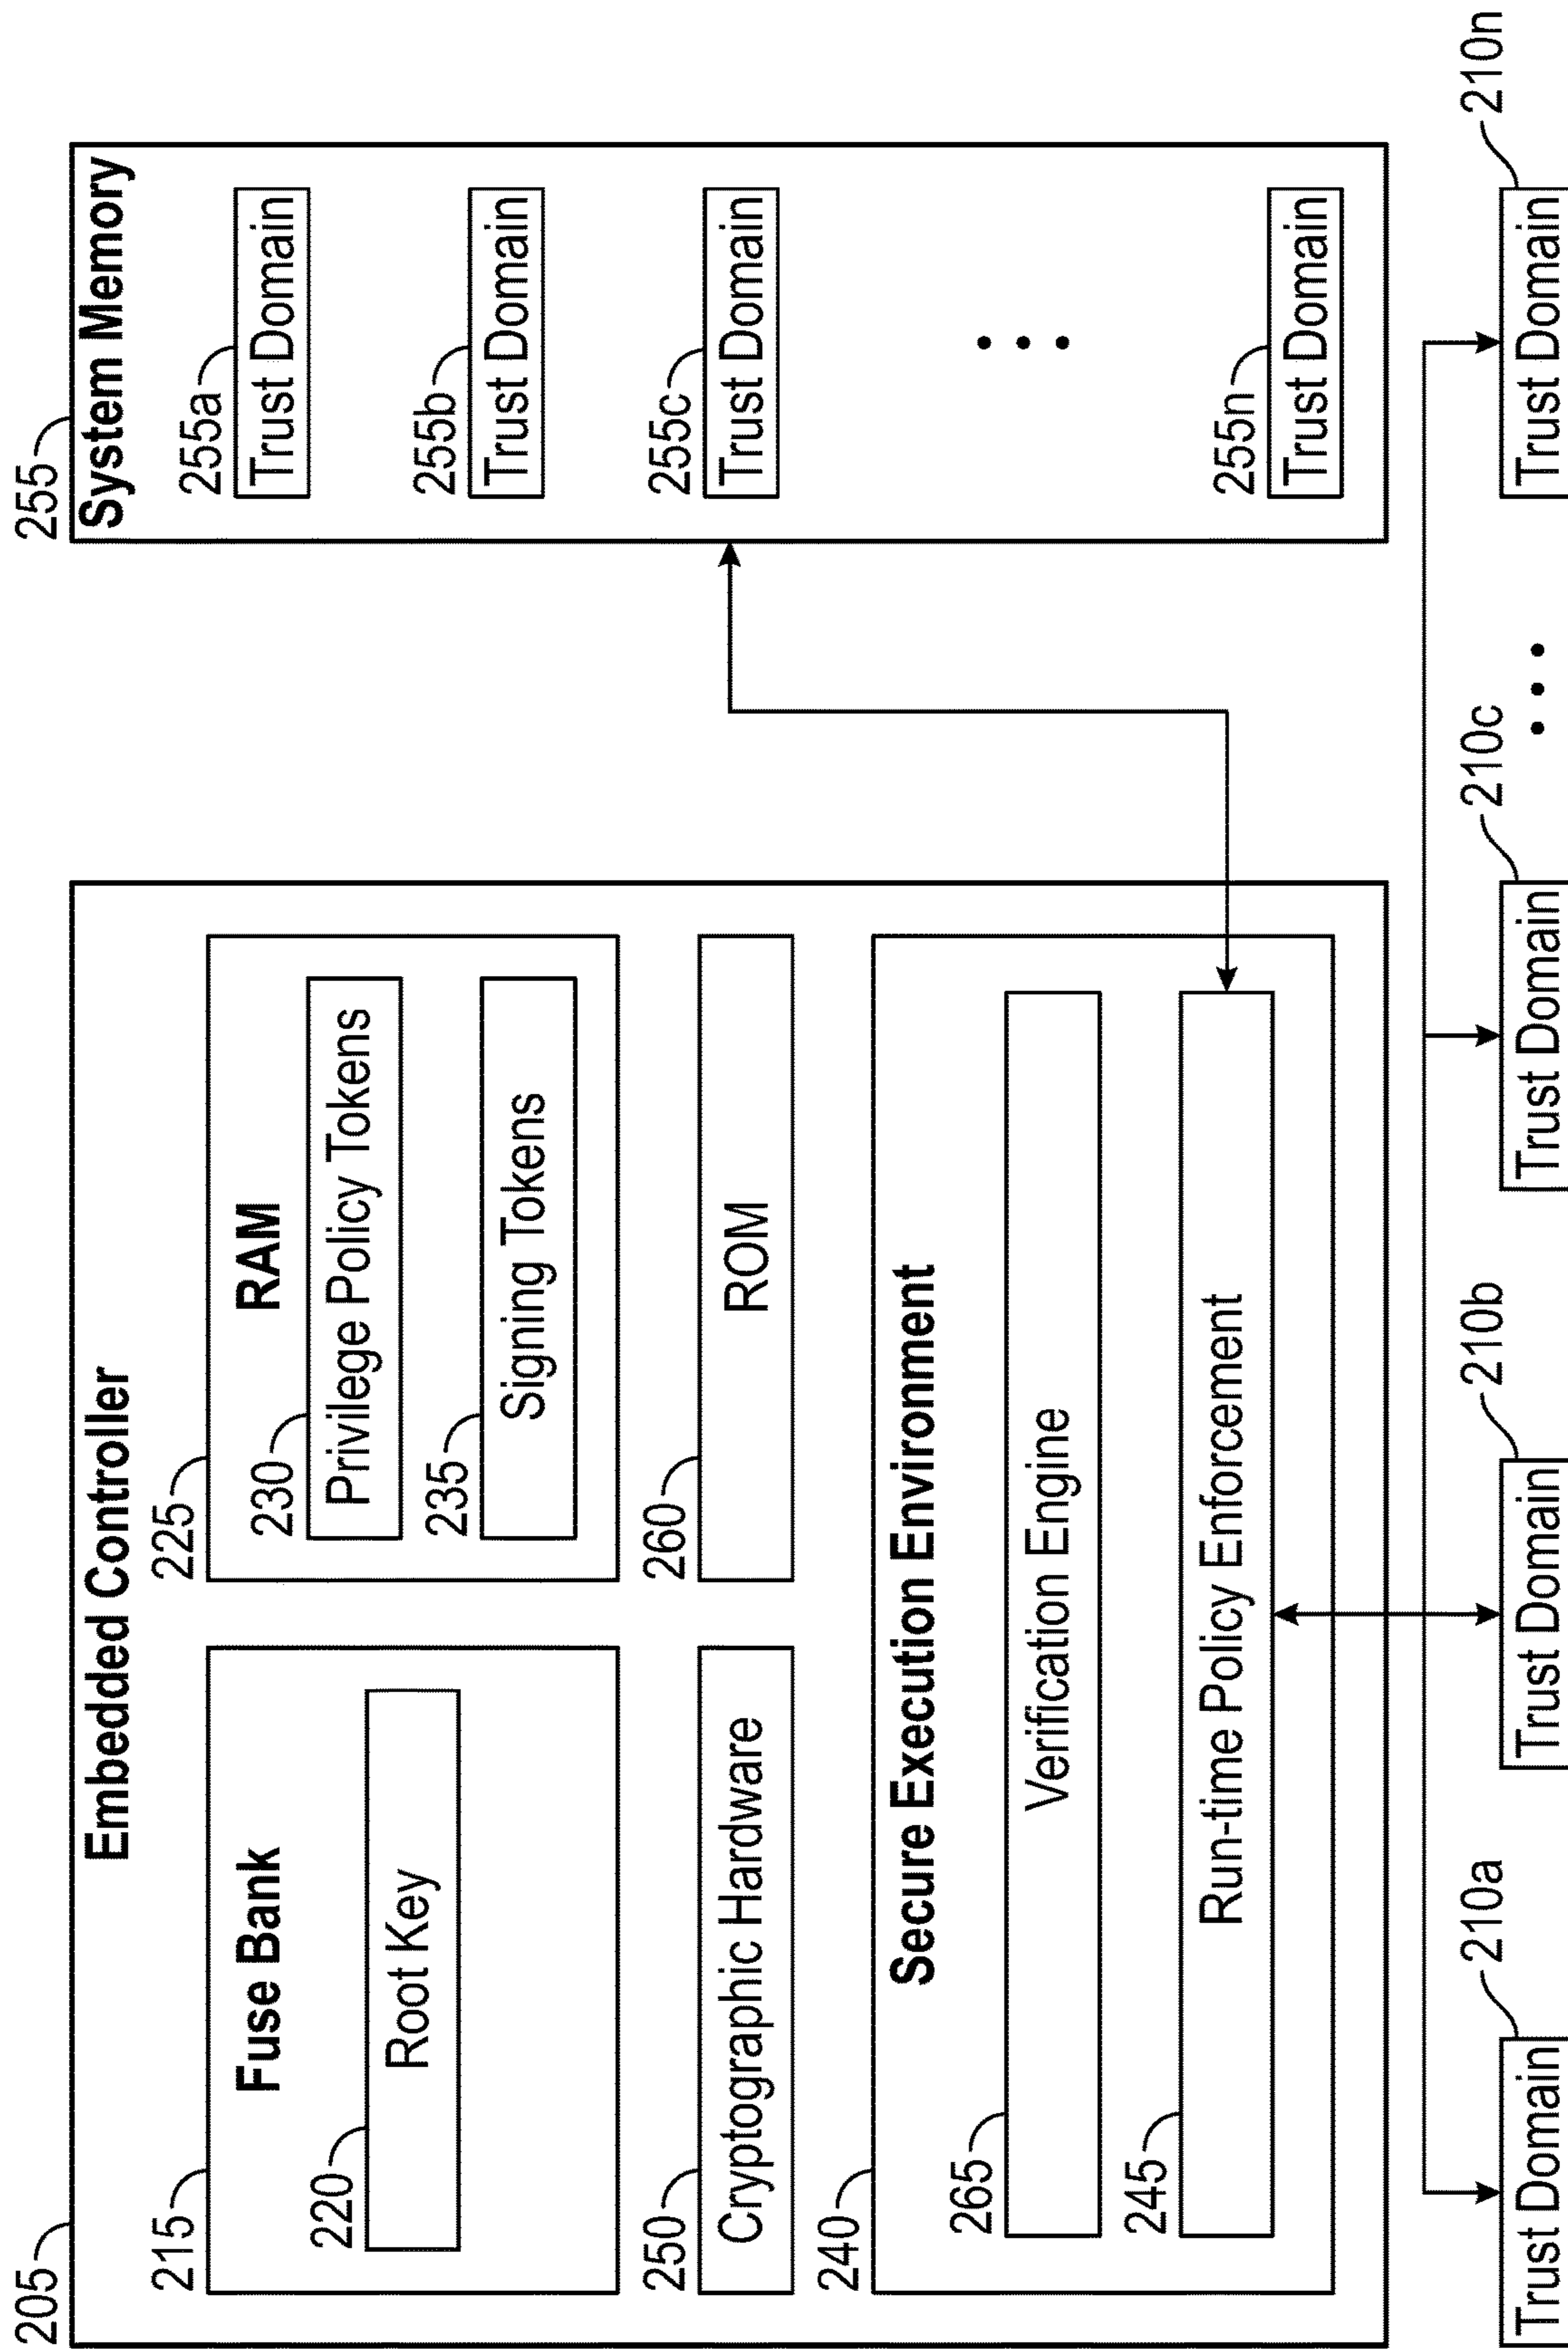 205
Embedded Controller
215
Fuse Bank
220
Root Key
225
RAM
230
Privilege Policy Tokens
235
Signing Tokens
250
Cryptographic Hardware
260
ROM
240
Secure Execution Environment
265
Verification Engine
245
Run-time Policy Enforcement
255
System Memory
255a
Trust Domain
255b
Trust Domain
255c
Trust Domain
255n
Trust Domain
210a
Trust Domain
210b
Trust Domain
210c
Trust Domain
210n
Trust Domain